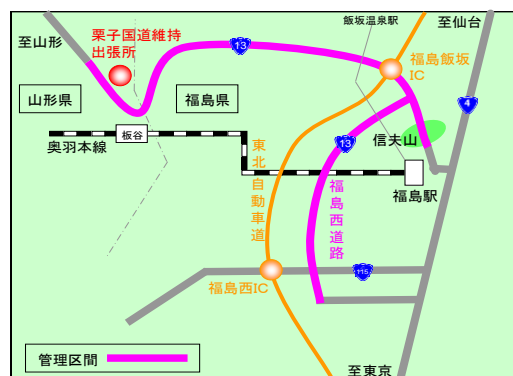 飯坂温泉駅
至仙台
至山形
栗子国道維持
出張所
13
福島飯坂
IC
山形県
福島県
4
板谷
奥羽本線
13
信夫山
東北自動車道
福島西道路
福島駅
115
福島西IC
管理区間
至東京